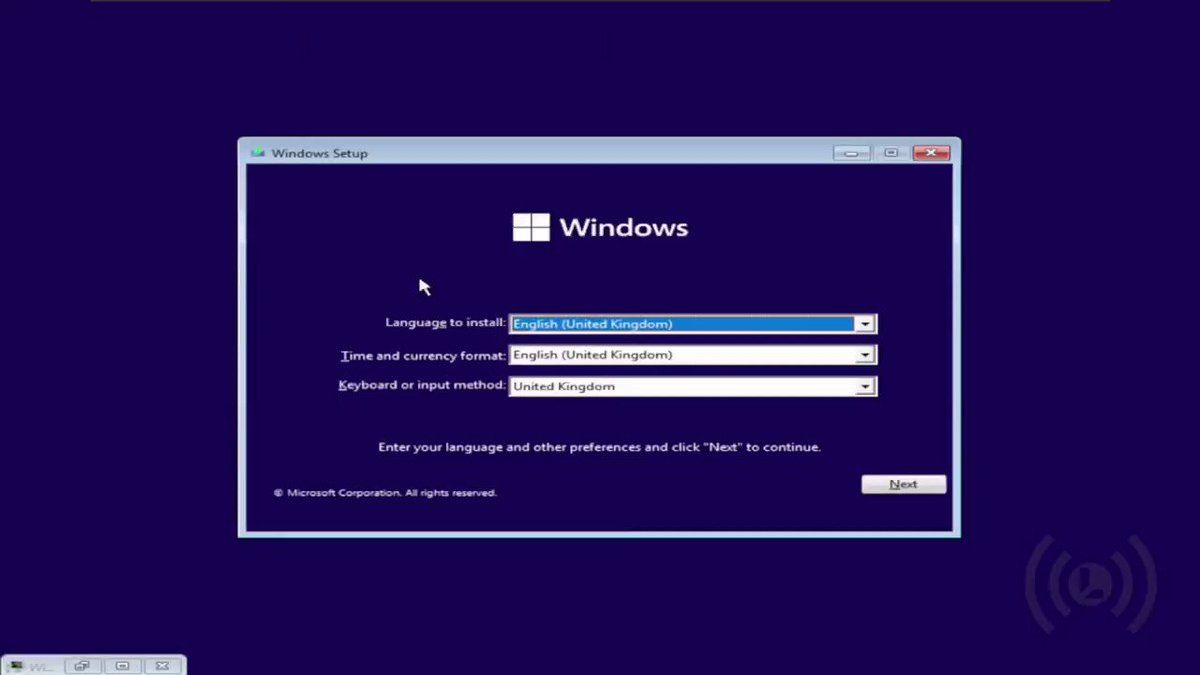 Windows Setup
Windows
Language to install: English (United Kingdom)
Time and currency format: English (United Kingdom)
Keyboard or input method: United Kingdom
Enter your language and other preferences and click "Next" to continue.
Next
© Microsoft Corporation. All rights reserved.